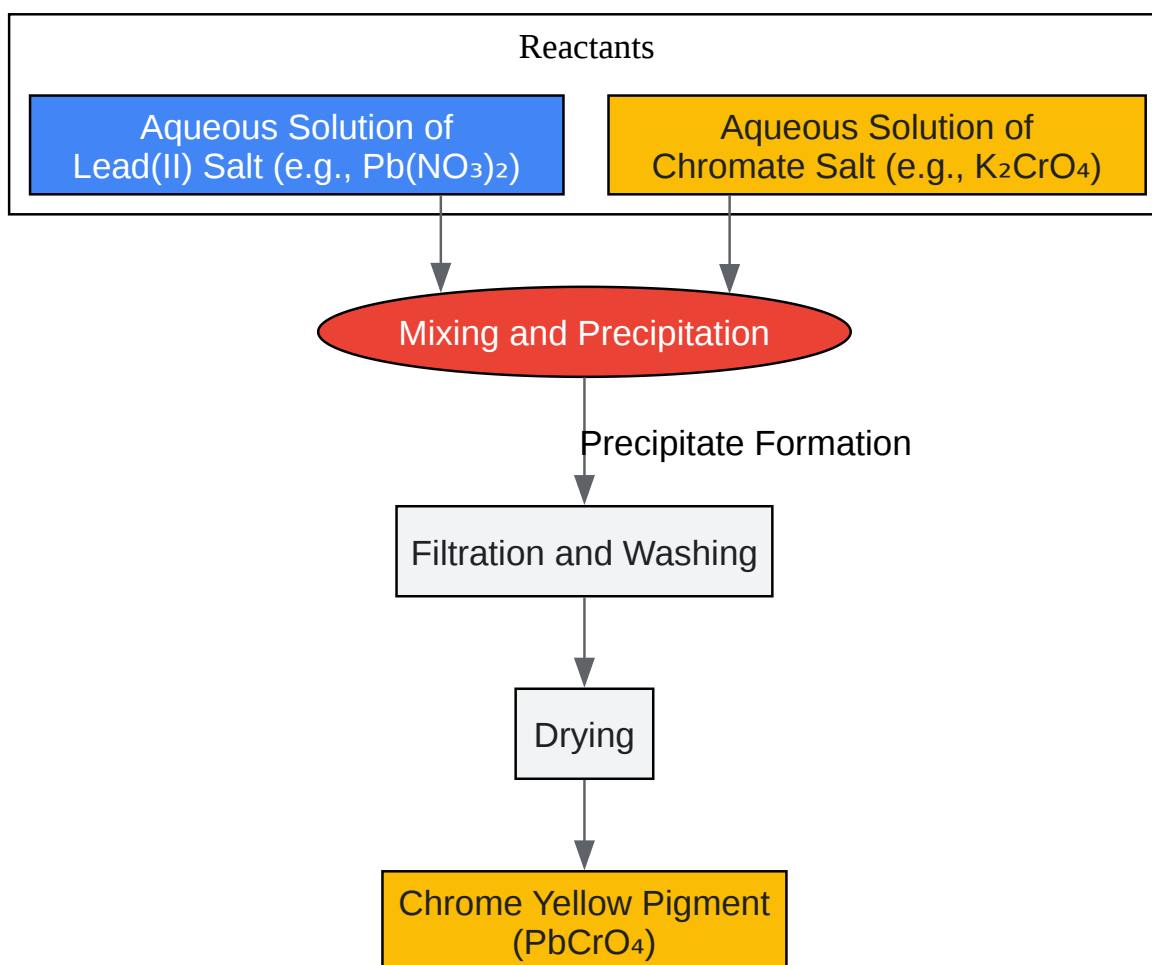 Reactants
Aqueous Solution of
Lead(II) Salt (e.g., Pb(NO₃)₂)
Aqueous Solution of
Chromate Salt (e.g., K₂CrO₄)
Mixing and Precipitation
Precipitate Formation
Filtration and Washing
Drying
Chrome Yellow Pigment
(PbCrO₄)